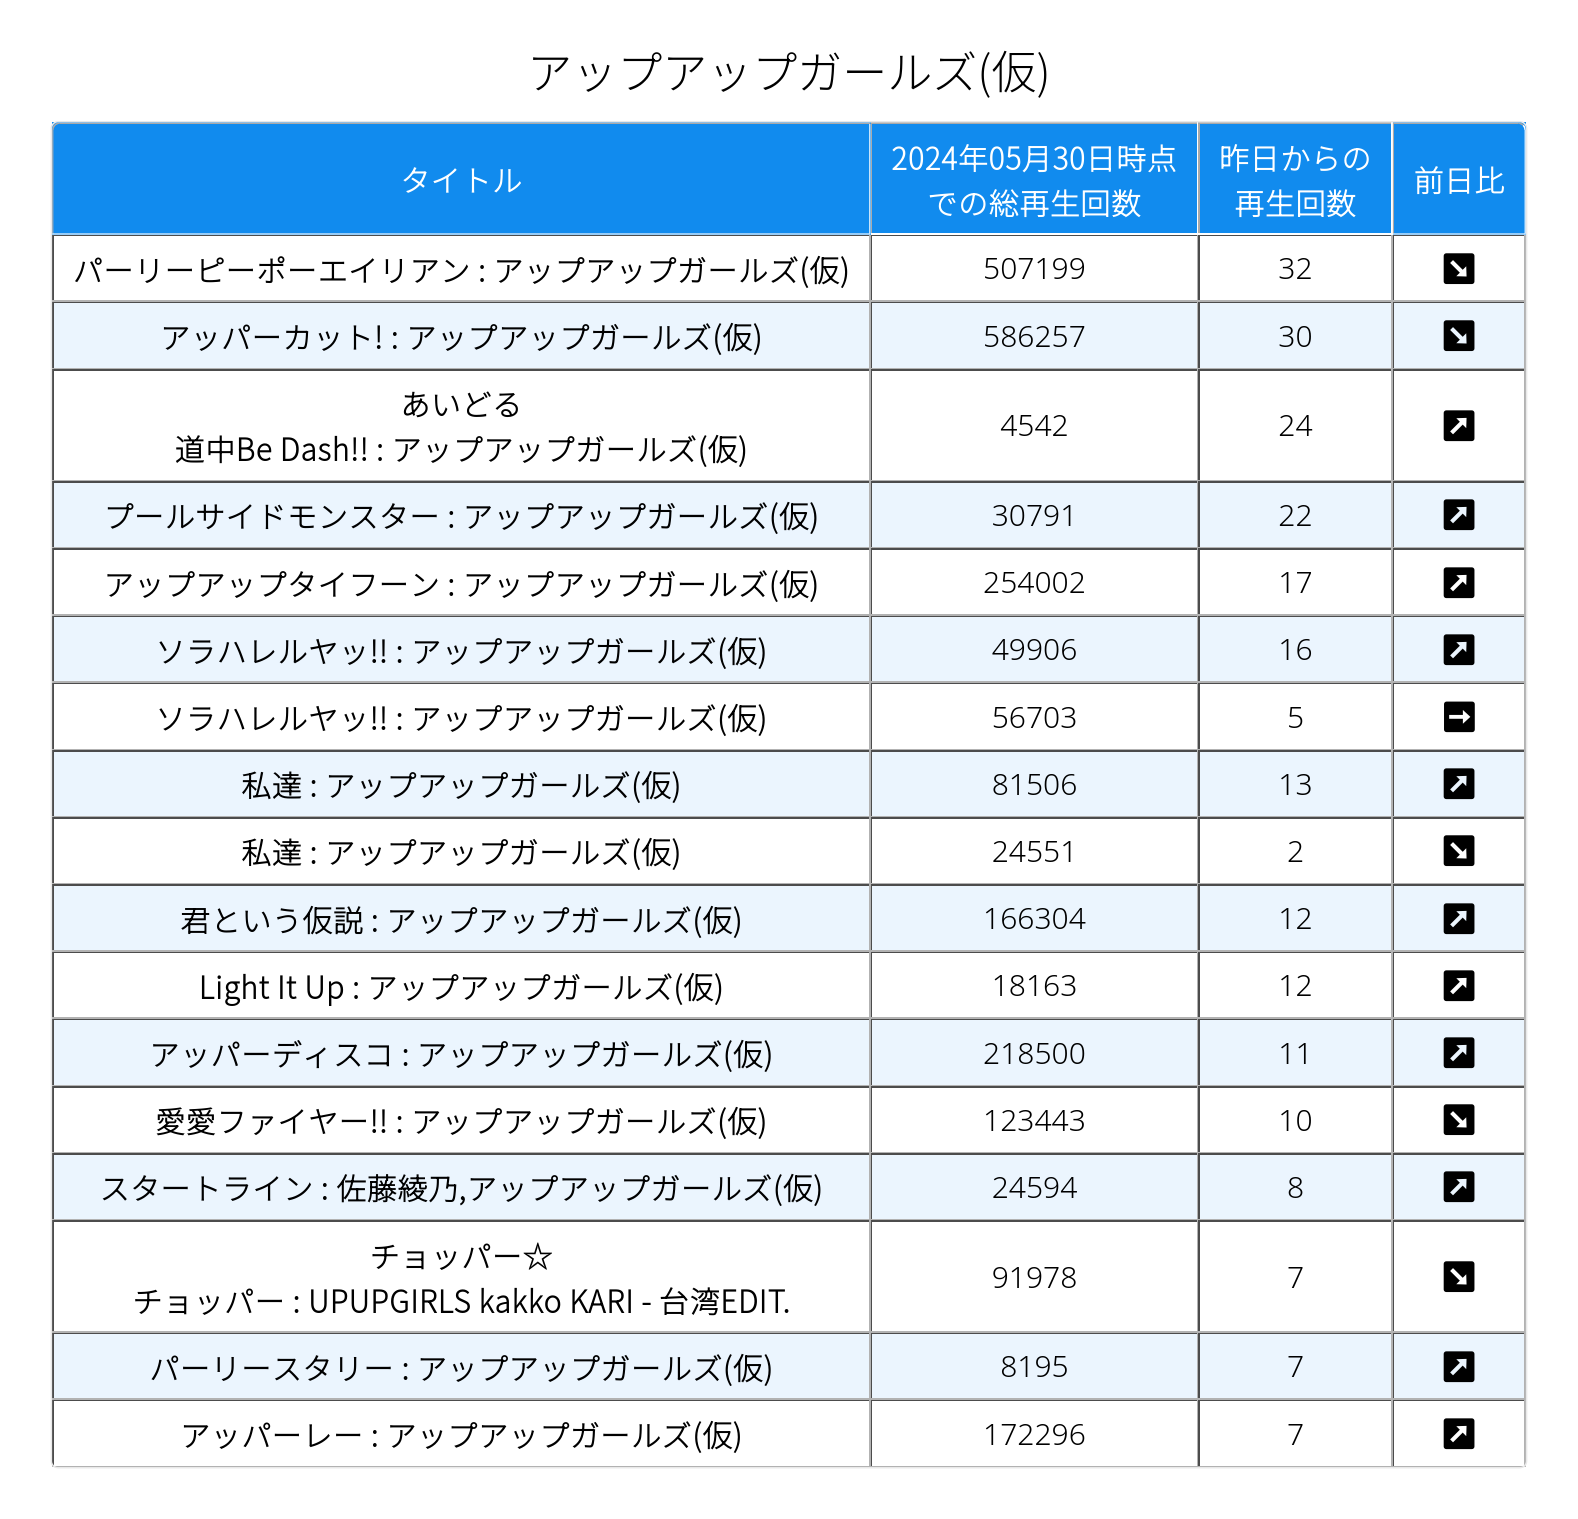 アップアップガールズ(仮)
タイトル
2024年05月30日時点
での総再生回数
昨日からの
再生回数
前日比
パーリーピーポーエイリアン : アップアップガールズ(仮) 507199 32 ↘
アッパーカット! : アップアップガールズ(仮) 586257 30 ↘
あいどる
道中Be Dash!! : アップアップガールズ(仮) 4542 24 ↗
プールサイドモンスター : アップアップガールズ(仮) 30791 22 ↗
アップアップタイフーン : アップアップガールズ(仮) 254002 17 ↗
ソラハレルヤッ!! : アップアップガールズ(仮) 49906 16 ↗
ソラハレルヤッ!! : アップアップガールズ(仮) 56703 5 →
私達 : アップアップガールズ(仮) 81506 13 ↗
私達 : アップアップガールズ(仮) 24551 2 ↘
君という仮説 : アップアップガールズ(仮) 166304 12 ↗
Light It Up : アップアップガールズ(仮) 18163 12 ↗
アッパーディスコ : アップアップガールズ(仮) 218500 11 ↗
愛愛ファイヤー!! : アップアップガールズ(仮) 123443 10 ↘
スタートライン : 佐藤綾乃,アップアップガールズ(仮) 24594 8 ↗
チョッパー☆
チョッパー : UPUPGIRLS kakko KARI - 台湾EDIT. 91978 7 ↘
パーリースタリー : アップアップガールズ(仮) 8195 7 ↗
アッパーレー : アップアップガールズ(仮) 172296 7 ↗